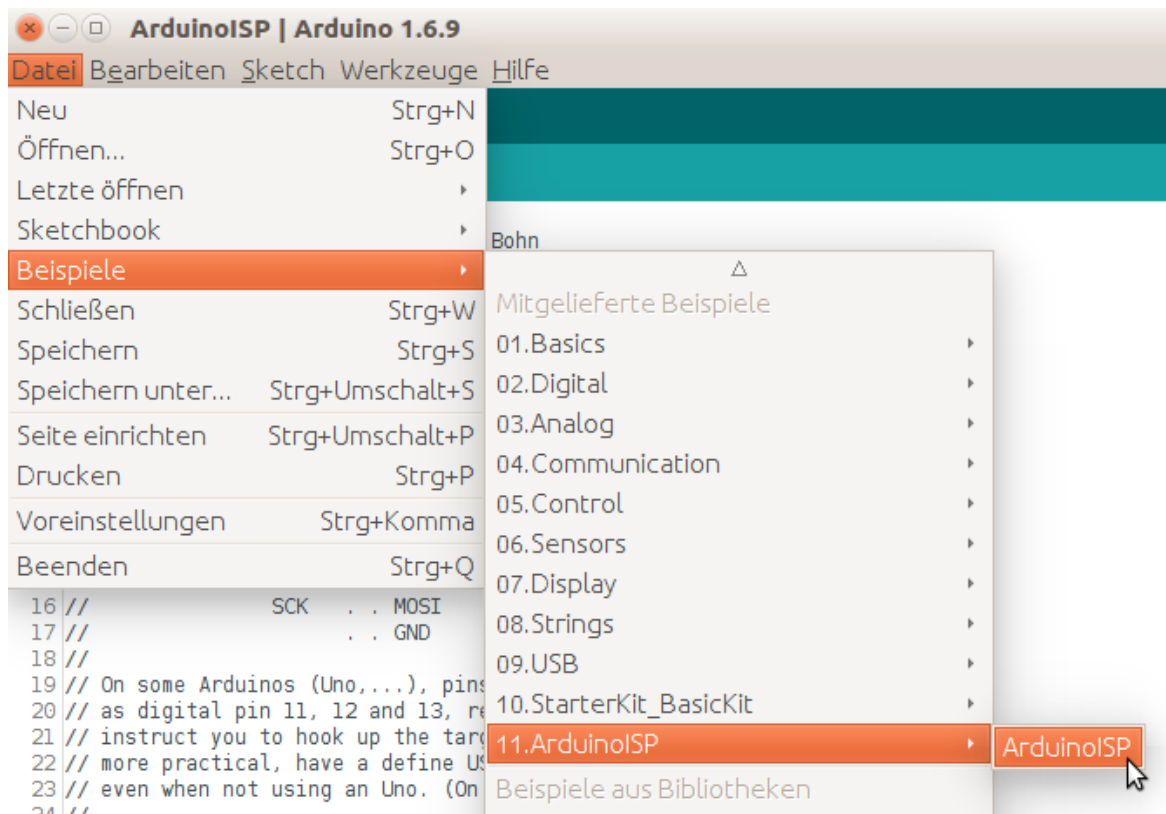 ArduinoISP | Arduino 1.6.9
Datei Bearbeiten Sketch Werkzeuge Hilfe
Neu Strg+N
Öffnen... Strg+O
Letzte öffnen
Sketchbook
Beispiele
Schließen Strg+W
Speichern Strg+S
Speichern unter... Strg+Umschalt+S
Seite einrichten Strg+Umschalt+P
Drucken Strg+P
Voreinstellungen Strg+Komma
Beenden Strg+Q
Bohn
Mitgelieferte Beispiele
01.Basics
02.Digital
03.Analog
04.Communication
05.Control
06.Sensors
07.Display
08.Strings
09.USB
10.StarterKit_BasicKit
11.ArduinoISP
Beispiele aus Bibliotheken
ArduinoISP
16 // SCK . . MOSI
17 // . . GND
18 //
19 // On some Arduinos (Uno,...), pins
20 // as digital pin 11, 12 and 13,
21 // instruct you to hook up the
22 // more practical, have a define
23 // even when not using an Uno. (On
24 //